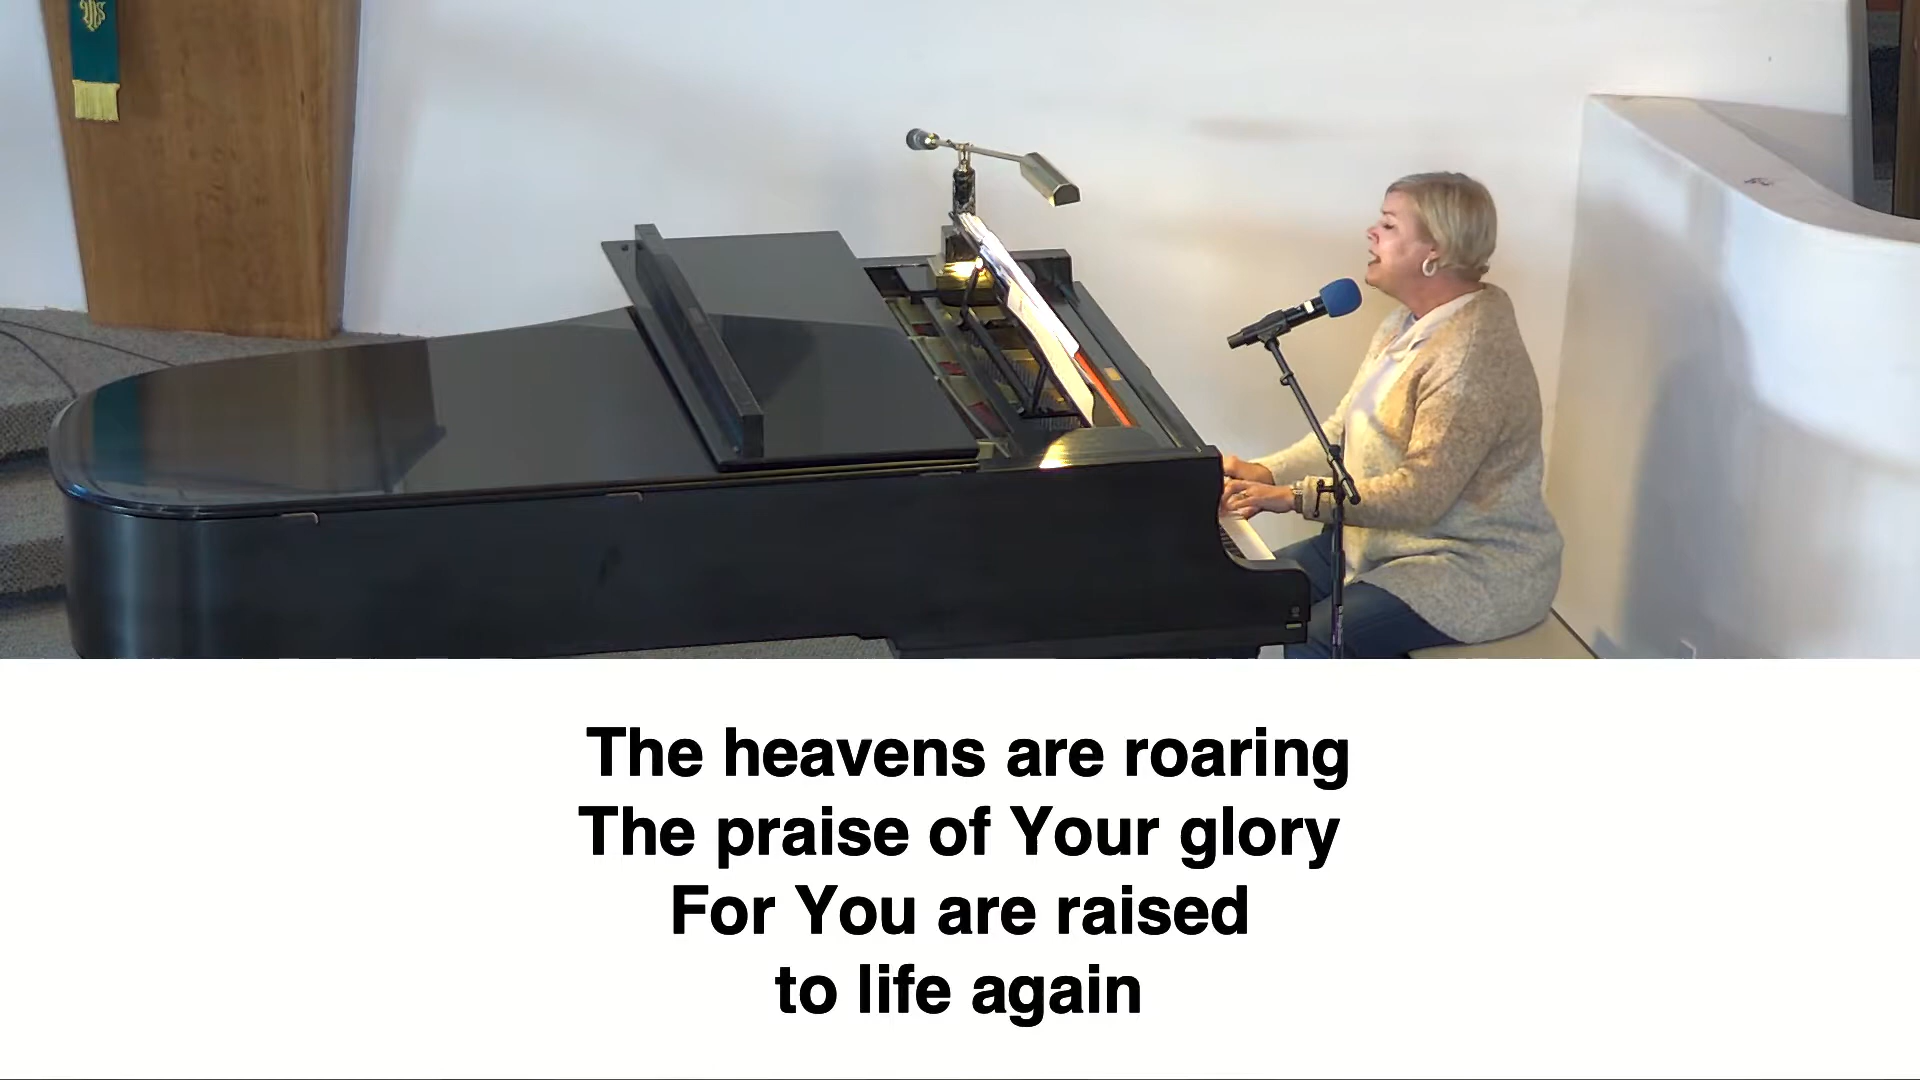 The heavens are roaring
The praise of Your glory
For You are raised
to life again